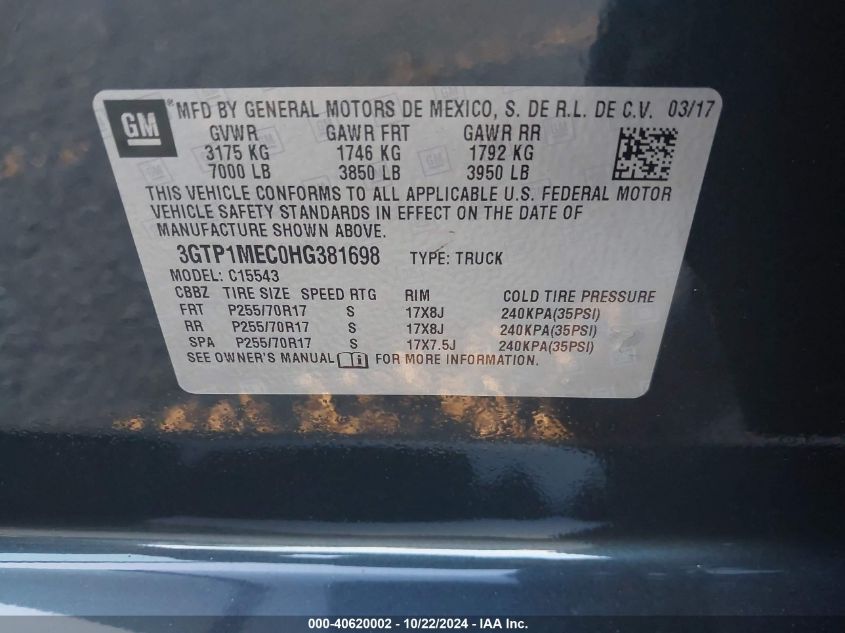 GM ® MFD BY GENERAL MOTORS DE MEXICO, S. DE R.L. DE C.V. 03/17
GVWR GAWR FRT GAWR RR
3175 KG 1746 KG 1792 KG
7000 LB 3850 LB 3950 LB
THIS VEHICLE CONFORMS TO ALL APPLICABLE U.S. FEDERAL MOTOR
VEHICLE SAFETY STANDARDS IN EFFECT ON THE DATE OF
MANUFACTURE SHOWN ABOVE.
3GTP1MEC0HG381698 TYPE: TRUCK
MODEL: C15543
CBBZ TIRE SIZE SPEED RTG RIM COLD TIRE PRESSURE
FRT P255/70R17 S 17X8J 240KPA(35PSI)
RR P255/70R17 S 17X8J 240KPA(35PSI)
SPA P255/70R17 S 17X7.5J 240KPA(35PSI)
SEE OWNER'S MANUAL FOR MORE INFORMATION.
000-40620002 - 10/22/2024 - IAA Inc.